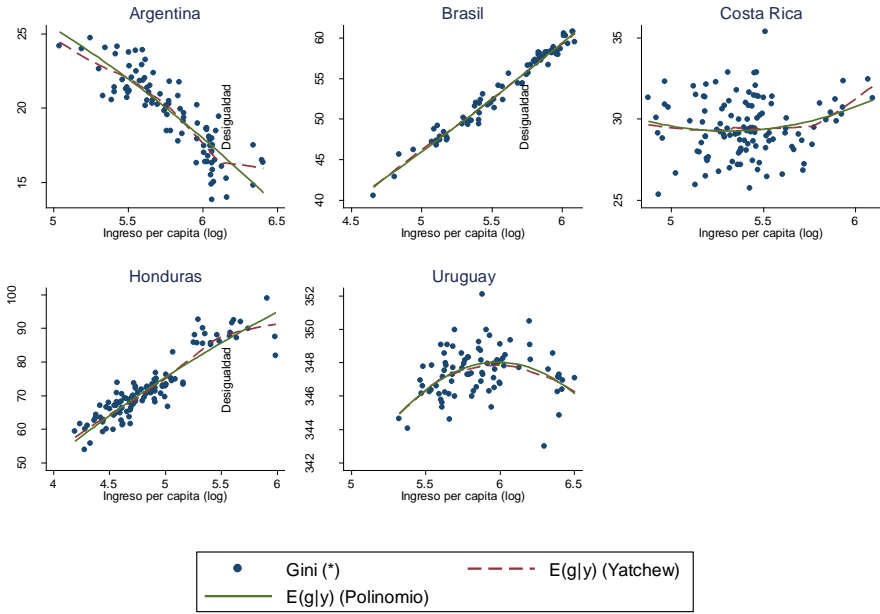 Argentina
25
20
15
5
5.5
6
6.5
Ingreso per capita (log)
Desigualdad
Brasil
60
55
50
45
40
4.5
5
5.5
6
Ingreso per capita (log)
Desigualdad
Costa Rica
35
30
25
5
5.5
6
Ingreso per capita (log)
Honduras
100
90
80
70
60
50
4
4.5
5
5.5
6
Ingreso per capita (log)
Desigualdad
Uruguay
352
350
348
346
344
342
5
5.5
6
6.5
Ingreso per capita (log)
Gini (*)
E(g|y) (Yatchew)
E(g|y) (Polinomio)